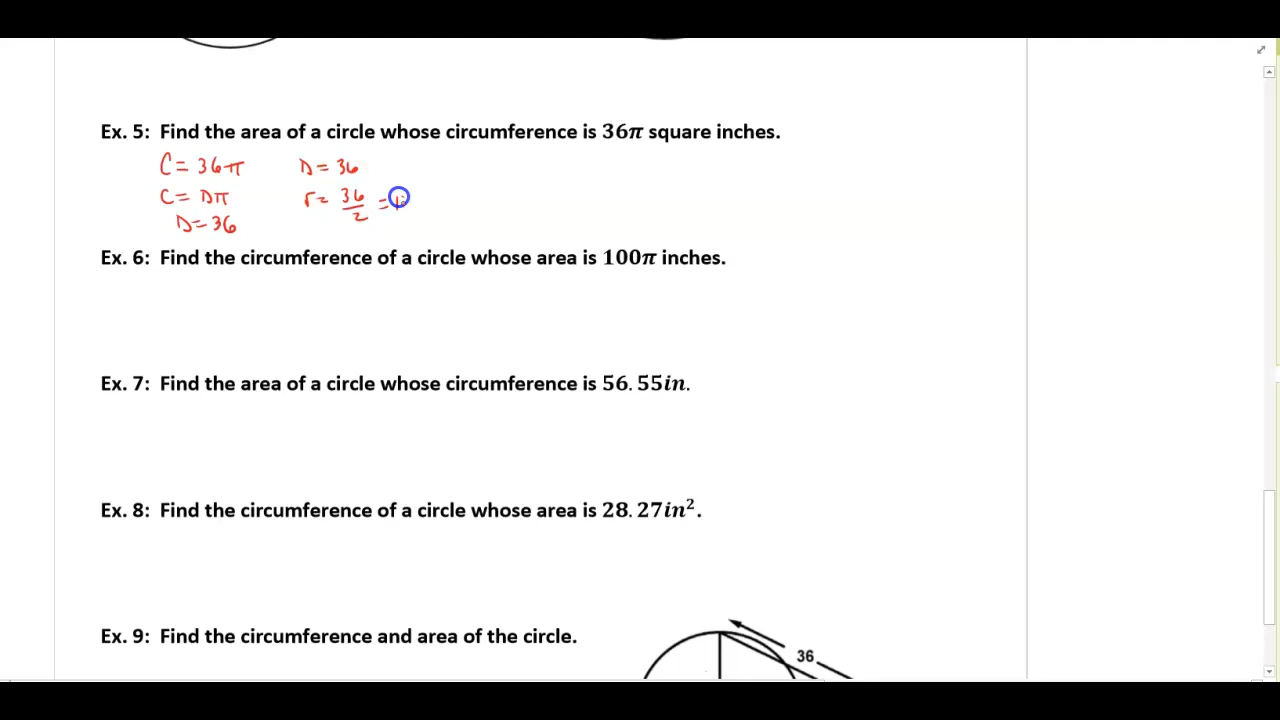 Ex. 5: Find the area of a circle whose circumference is 36π square inches.
C = 36π D = 36
C = Dπ r = 36/2 =
D = 36
Ex. 6: Find the circumference of a circle whose area is 100π inches.
Ex. 7: Find the area of a circle whose circumference is 56.55in.
Ex. 8: Find the circumference of a circle whose area is 28.27in².
Ex. 9: Find the circumference and area of the circle.
36